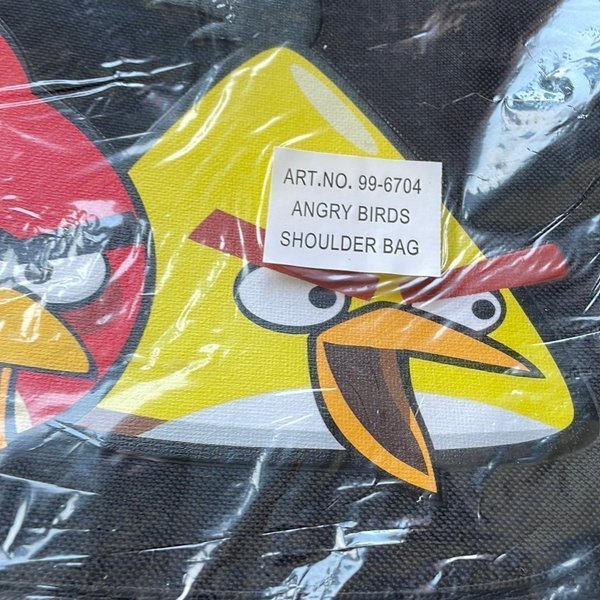 ART.NO. 99-6704
ANGRY BIRDS
SHOULDER BAG